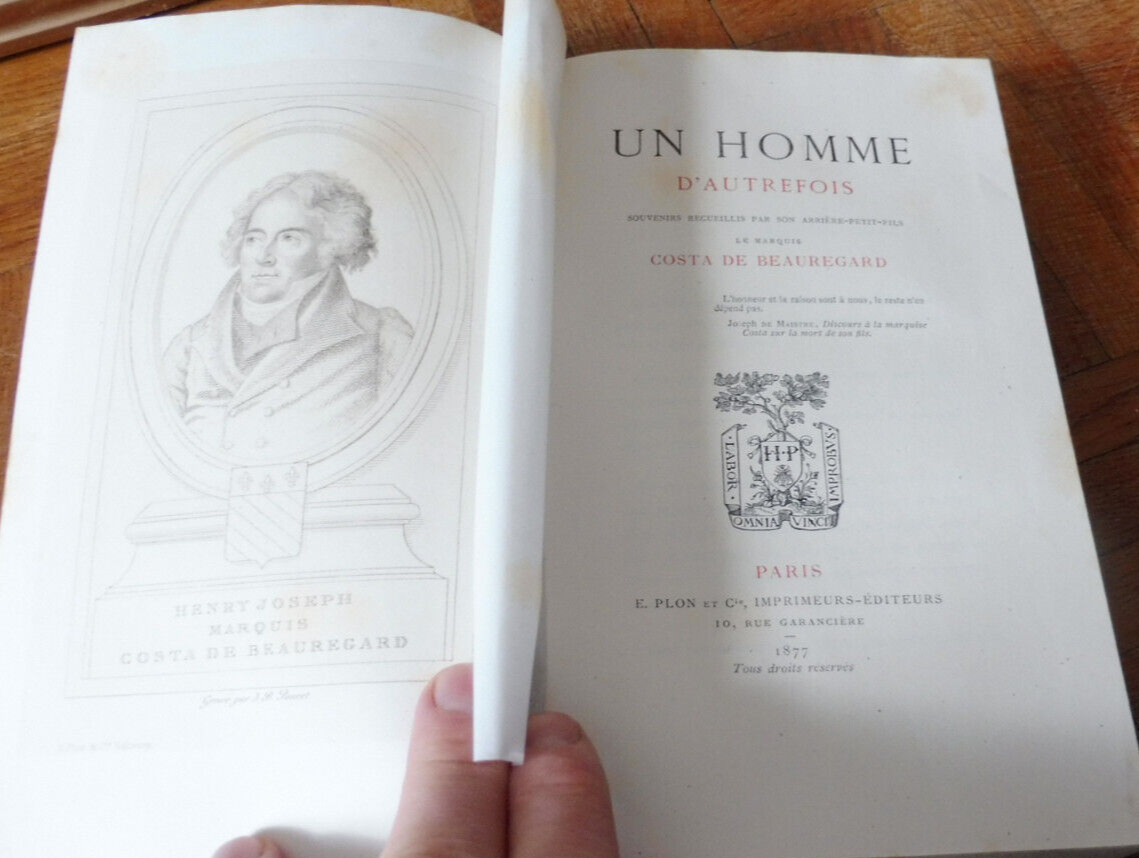 HENRY JOSEPH
MARQUIS
COSTA DE BEAUREGARD
Gravé par
UN HOMME
D'AUTREFOIS
SOUVENIRS RECUEILLIS PAR SON ARRIÈRE-PETIT-FILS
LE MARQUIS
COSTA DE BEAUREGARD
L'honneur et la raison sont à nous, le reste n'en
dépend pas.
JOSEPH DE MAISTRE, Discours à la marquise
Costa sur la mort de son fils.
H·P
·LABOR·
OMNIA VINCIT
IMPROBVS·
PARIS
E. PLON ET Cie, IMPRIMEURS-ÉDITEURS
10, RUE GARANCIÈRE
1877
Tous droits réservés